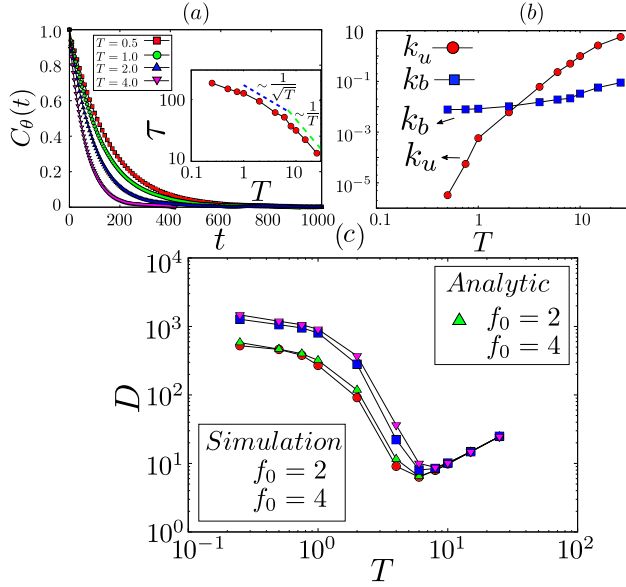 (a)
C_θ(t)
1.0
0.8
0.6
0.4
0.2
0
0 200 400 600 800 1000
t
T = 0.5
T = 1.0
T = 2.0
T = 4.0
τ
100
10
0.1 1 10
T
~ 1/√T
~ 1/T
(b)
10^1
10^-1
10^-2
10^-4
10^-5
0.1 1 10
T
k_u
k_b
k_b
k_u
(c)
D
10^4
10^3
10^2
10^1
10^0
10^-1 10^0 10^1 10^2
T
Analytic
f_0 = 2
f_0 = 4
Simulation
f_0 = 2
f_0 = 4